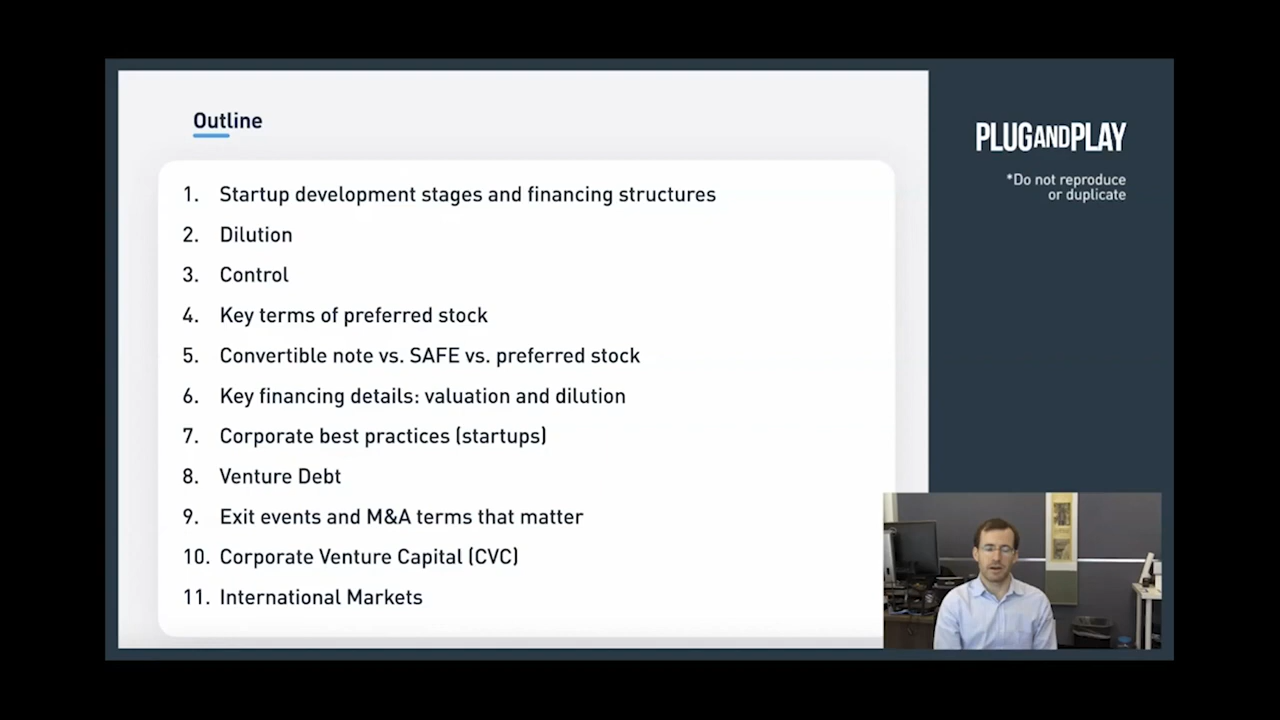 Outline
1. Startup development stages and financing structures
2. Dilution
3. Control
4. Key terms of preferred stock
5. Convertible note vs. SAFE vs. preferred stock
6. Key financing details: valuation and dilution
7. Corporate best practices (startups)
8. Venture Debt
9. Exit events and M&A terms that matter
10. Corporate Venture Capital (CVC)
11. International Markets
PLUGANDPLAY
*Do not reproduce
or duplicate